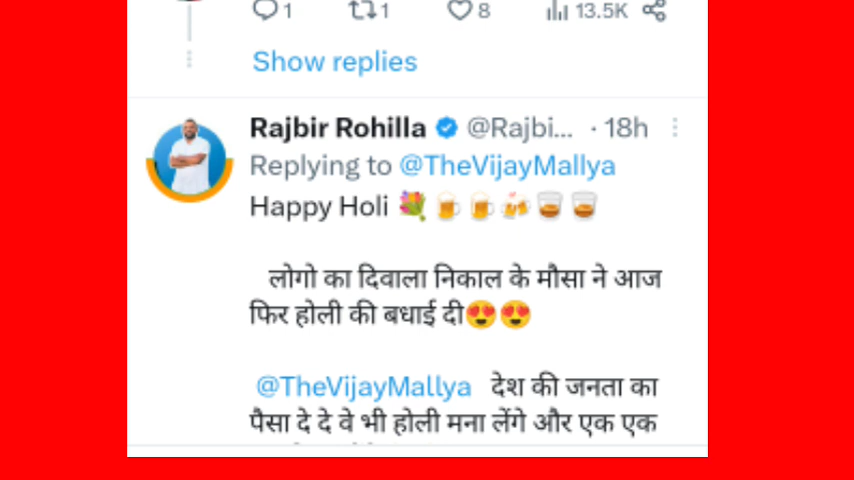 1 1 8 13.5K
Show replies
Rajbir Rohilla @Rajbi... · 18h
Replying to @TheVijayMallya
Happy Holi 💐🍺🍺🍻🥃🥃
लोगो का दिवाला निकाल के मौसा ने आज
फिर होली की बधाई दी😍😍
@TheVijayMallya देश की जनता का
पैसा दे दे वे भी होली मना लेंगे और एक एक